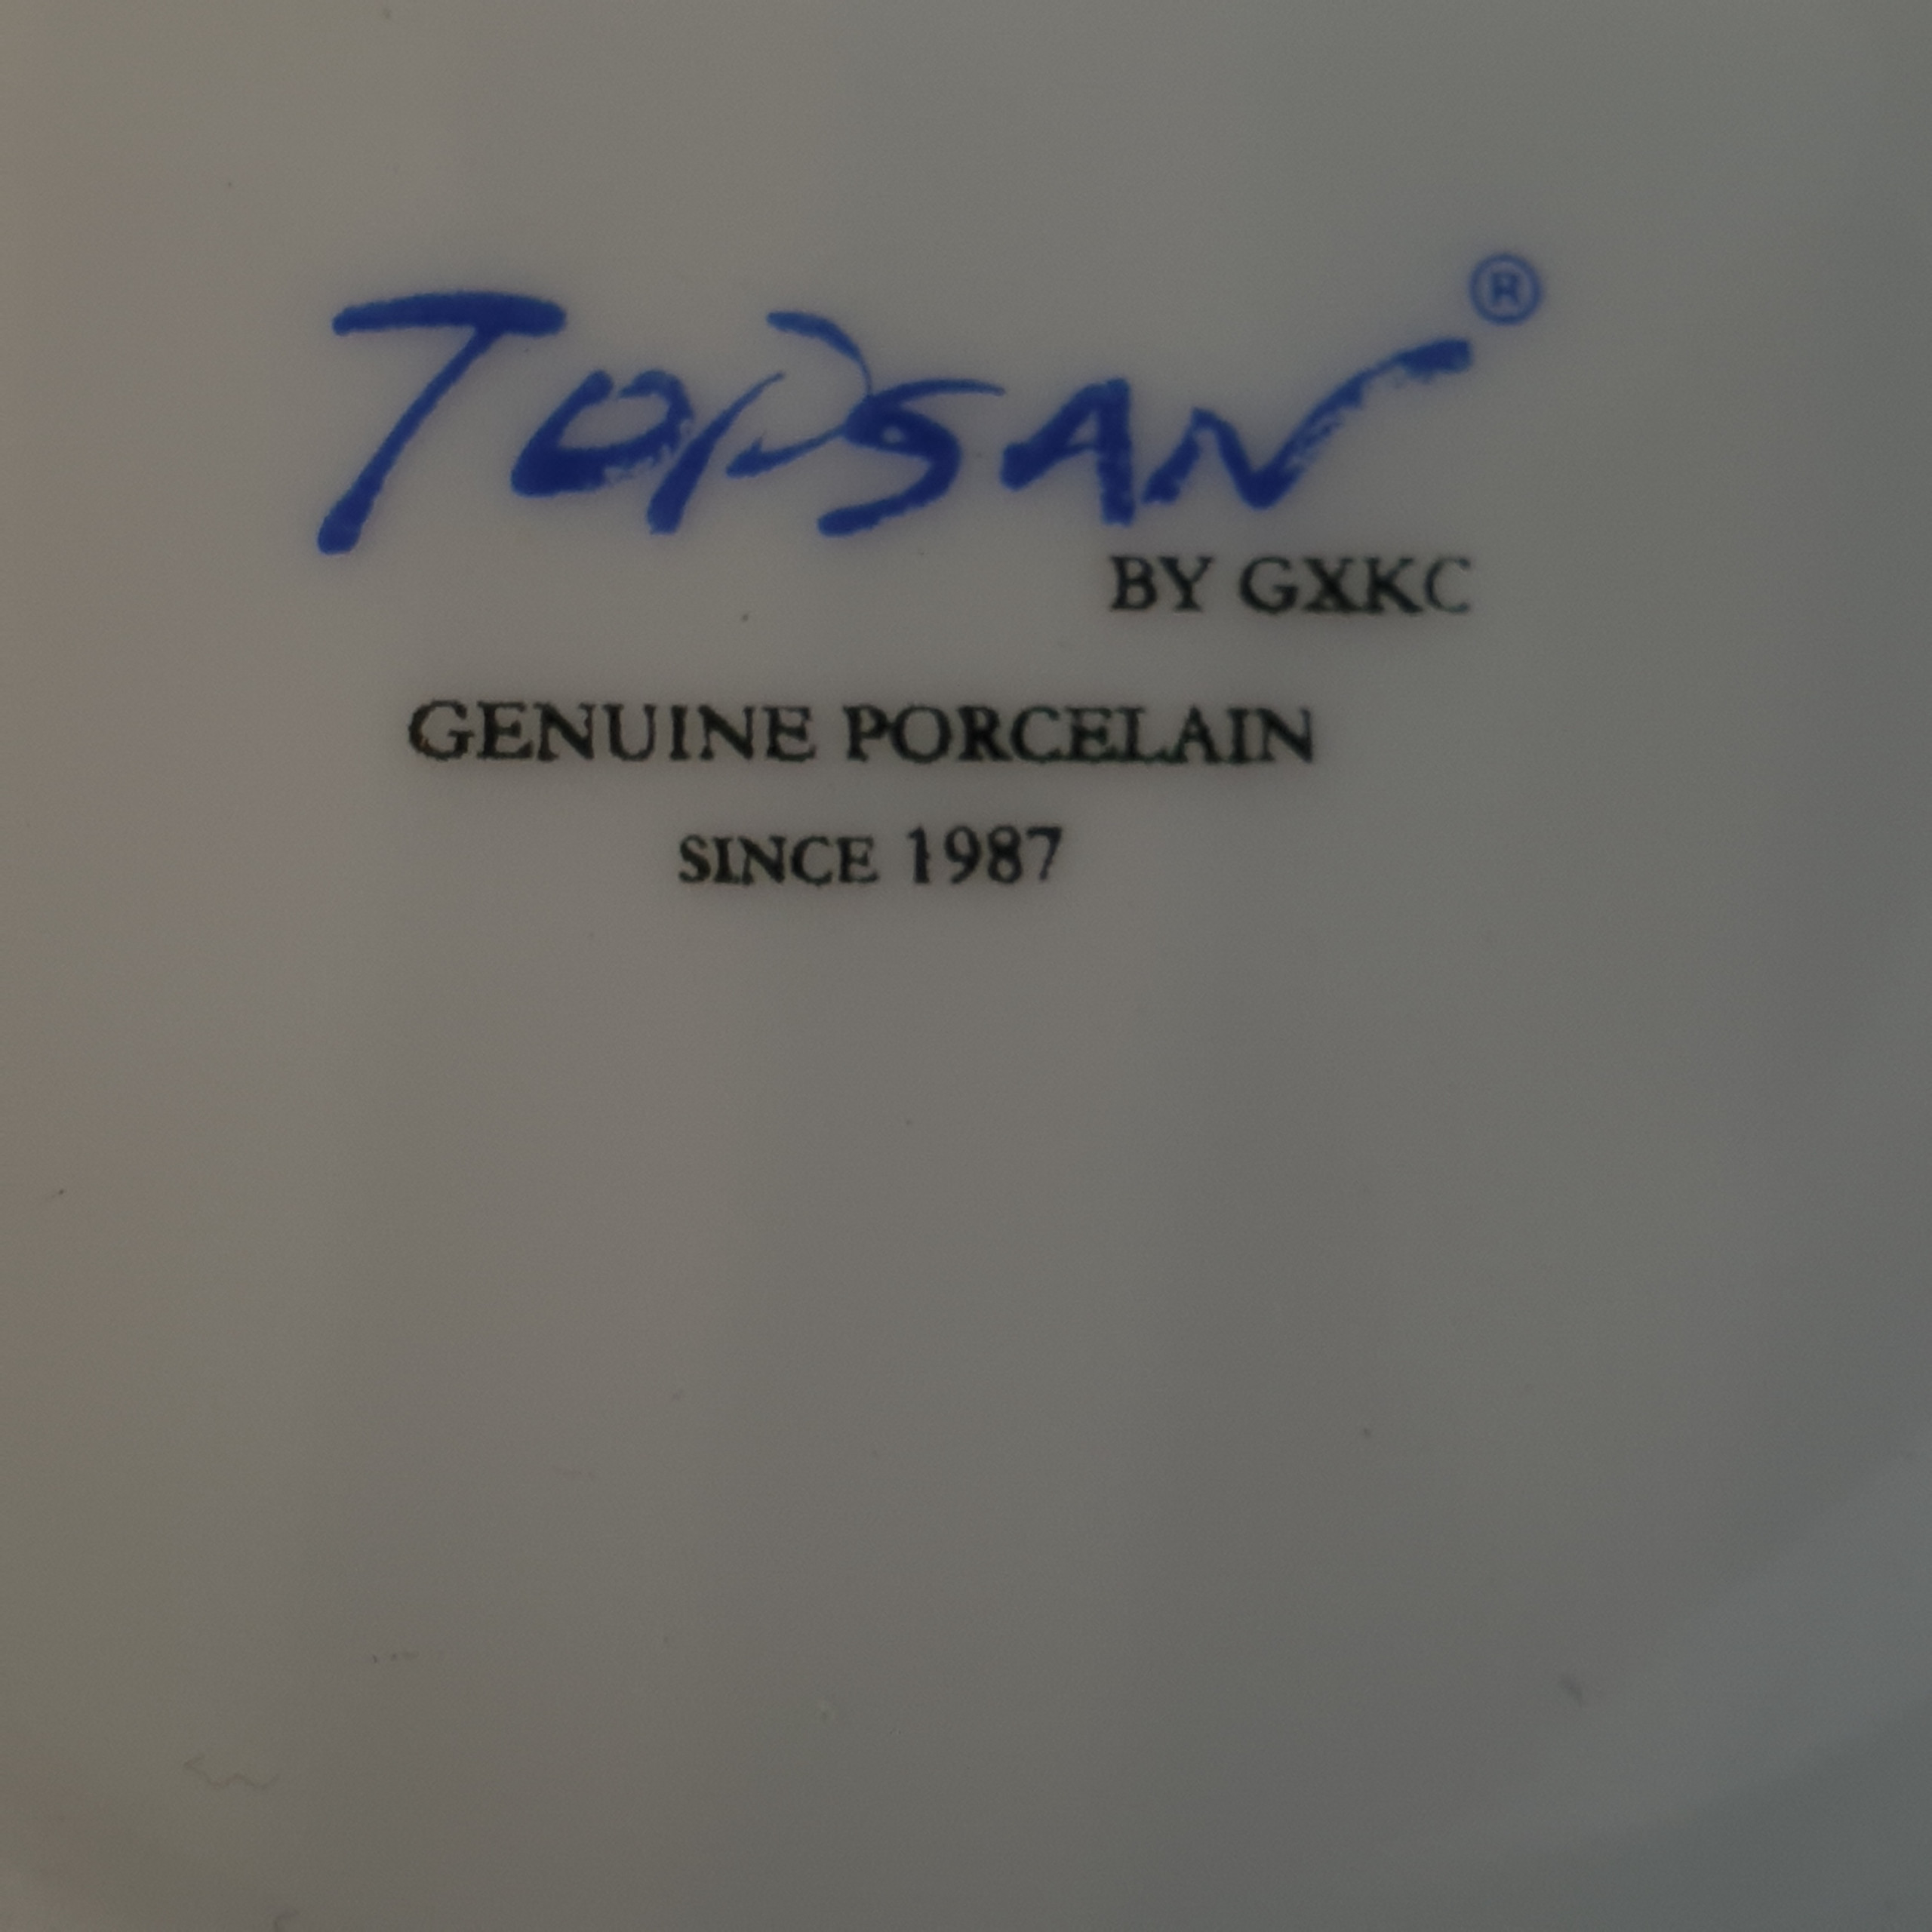 TOPSAN®
BY GXKC
GENUINE PORCELAIN
SINCE 1987